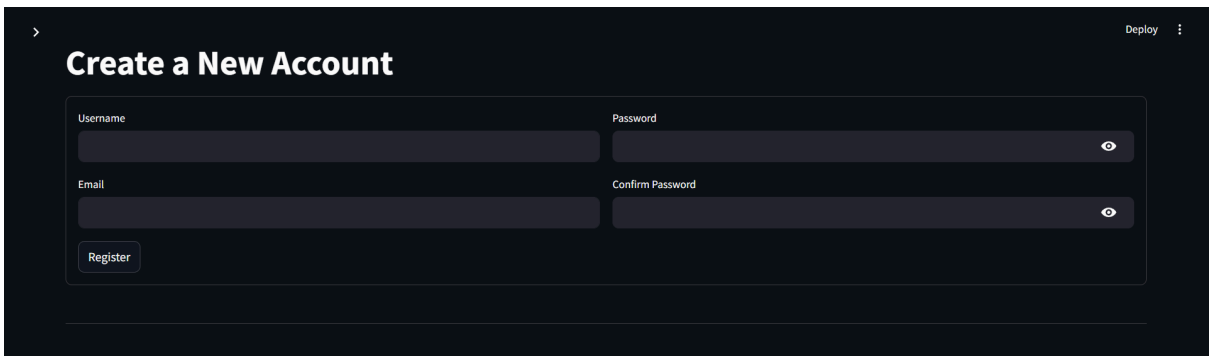 Deploy
Create a New Account
Username
Password
Email
Confirm Password
Register